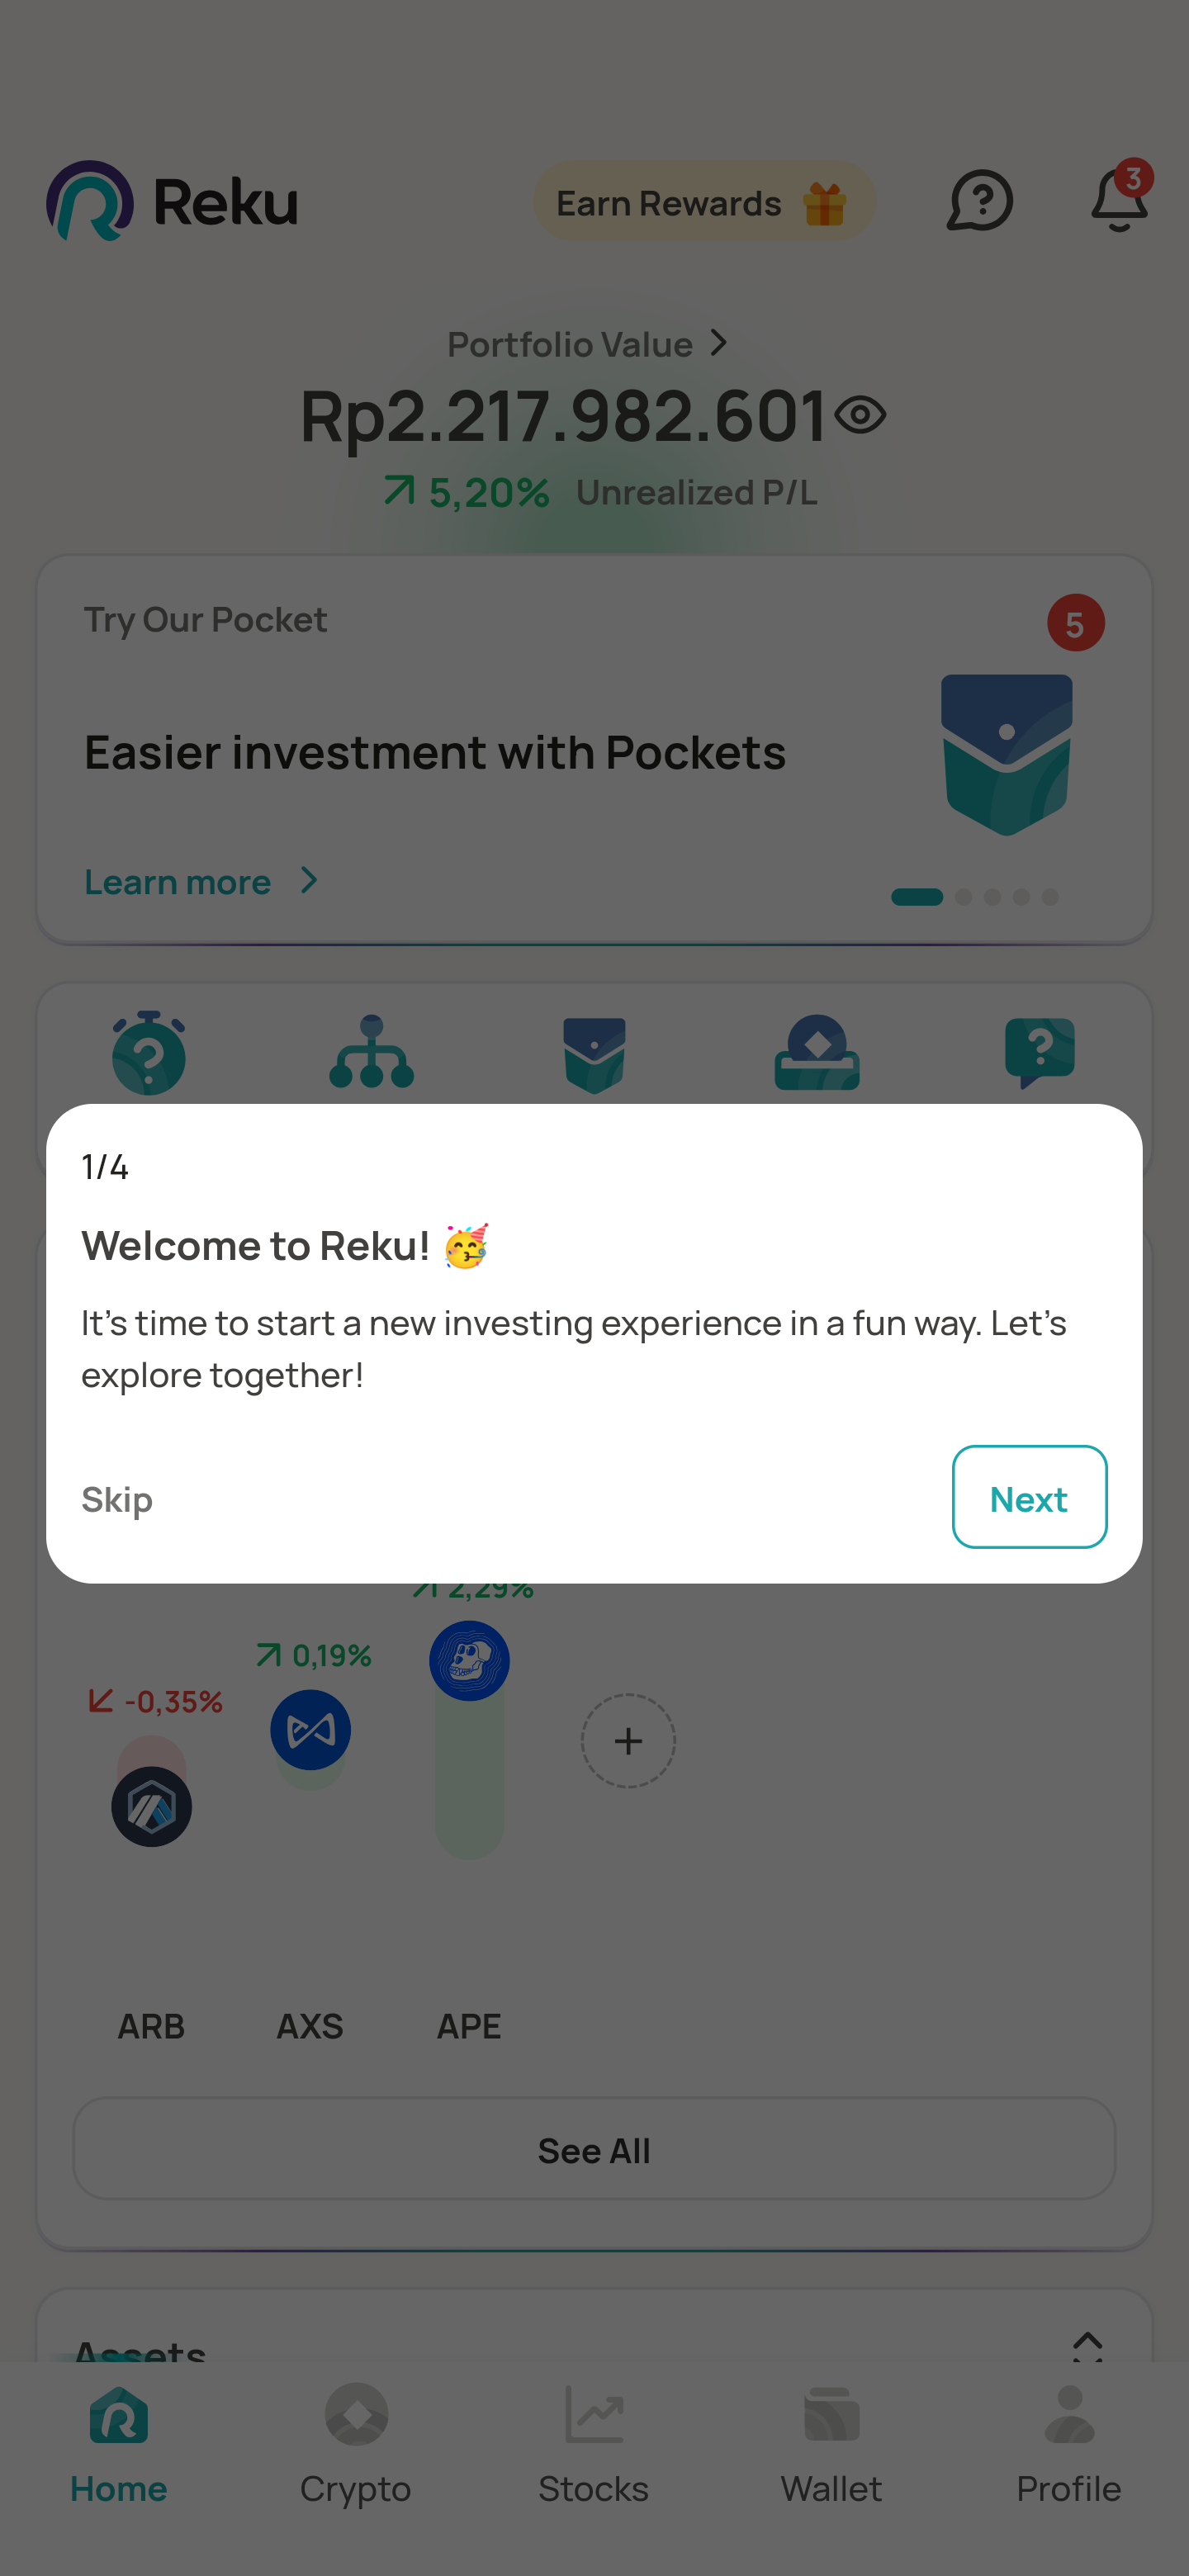 Reku
Earn Rewards
3
Portfolio Value
Rp2.217.982.601
5,20% Unrealized P/L
Try Our Pocket
5
Easier investment with Pockets
Learn more
1/4
Welcome to Reku! 🥳
It’s time to start a new investing experience in a fun way. Let’s
explore together!
Skip
Next
2,29%
0,19%
-0,35%
ARB AXS APE
See All
Assets
Home Crypto Stocks Wallet Profile